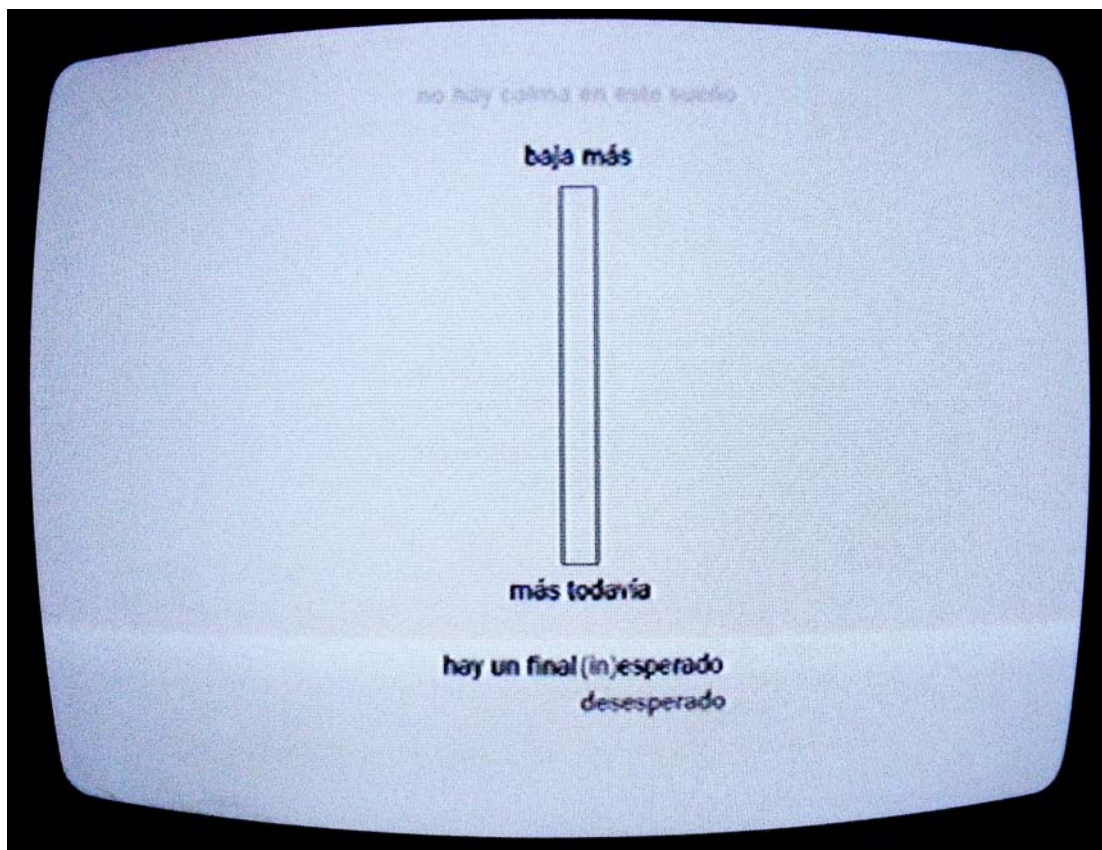 no hay calma en este sueño
baja más
más todavía
hay un final (in)esperado
desesperado